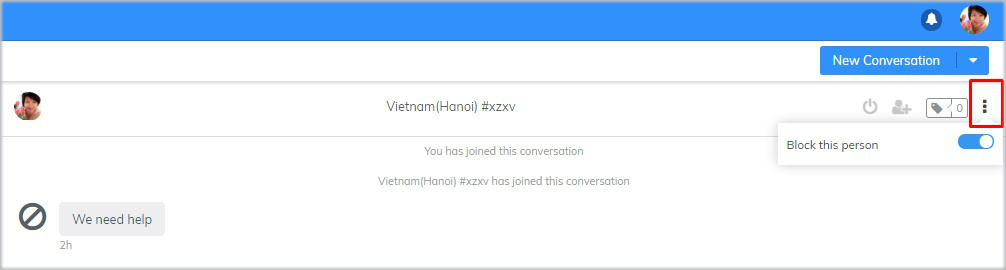 New Conversation
Vietnam(Hanoi) #xzxv
0
Block this person
You has joined this conversation
Vietnam(Hanoi) #xzxv has joined this conversation
We need help
2h